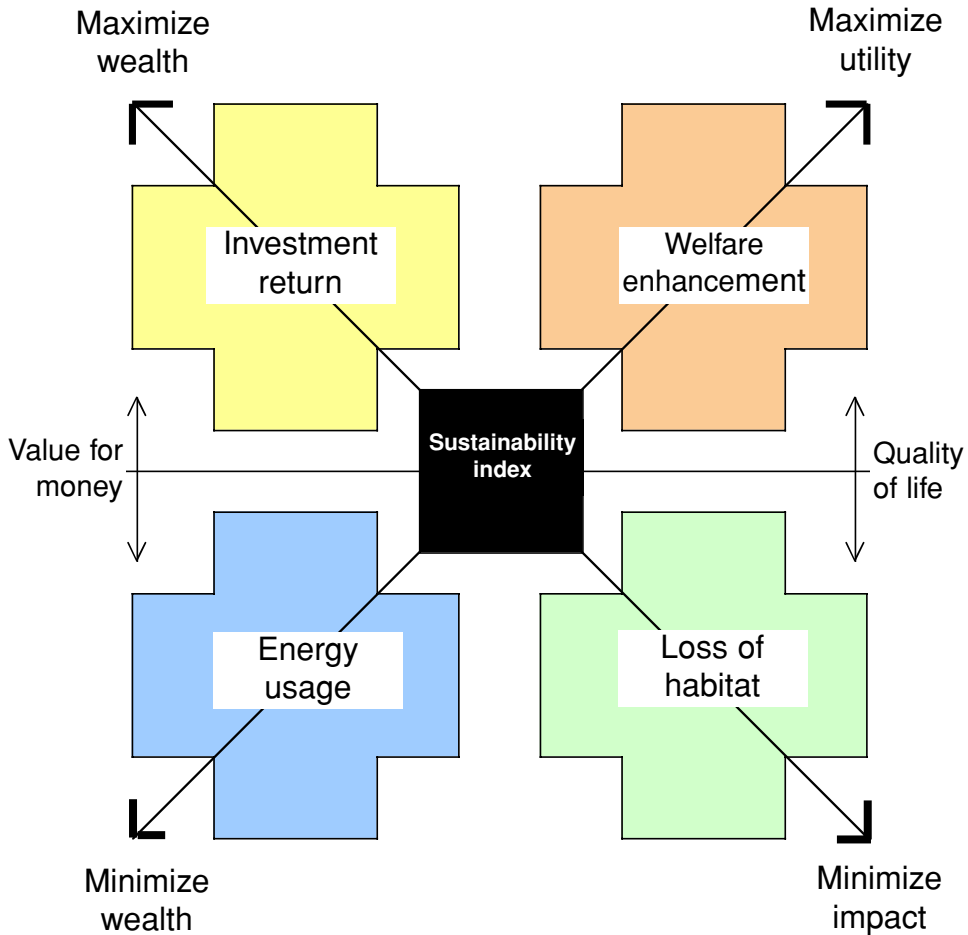 Maximize
wealth
Maximize
utility
Investment
return
Welfare
enhancement
Value for
money
Sustainability
index
Quality
of life
Energy
usage
Loss of
habitat
Minimize
wealth
Minimize
impact